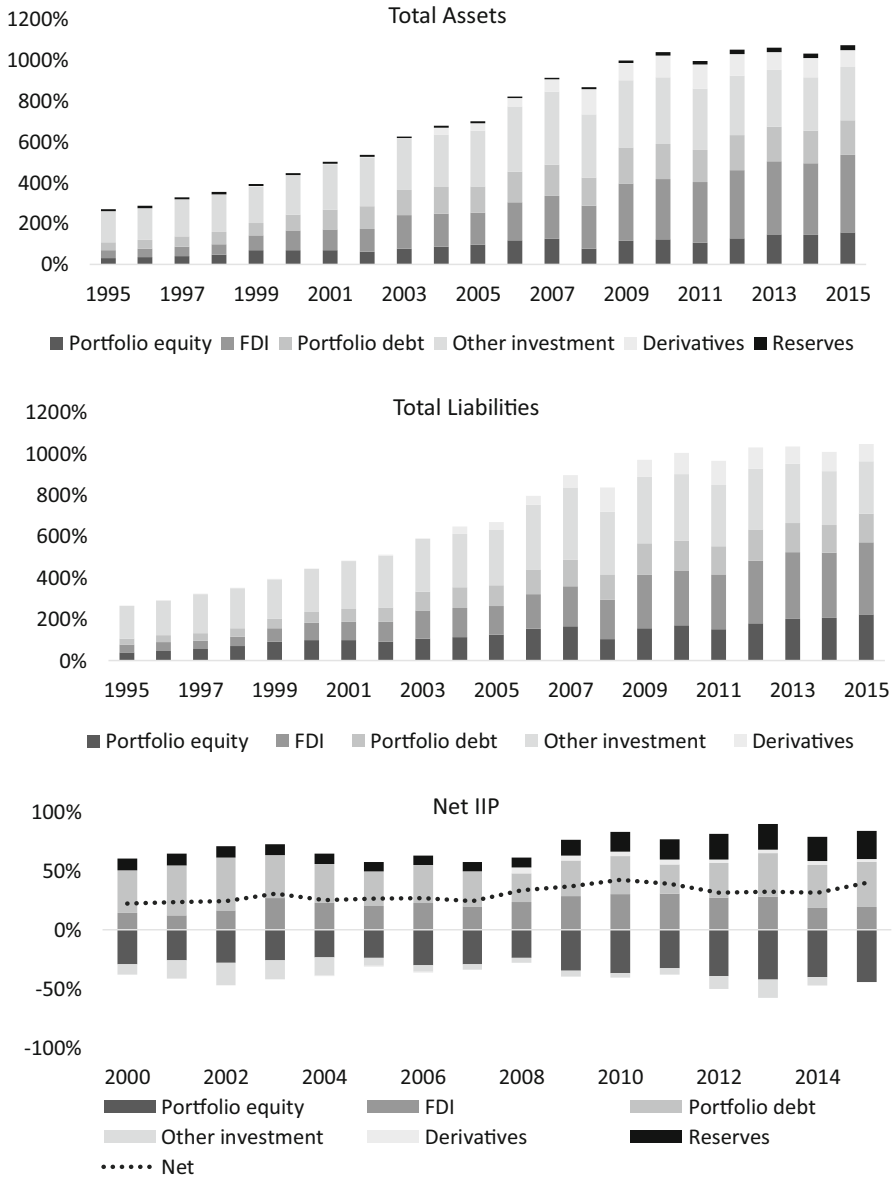 Total Assets
1200%
1000%
800%
600%
400%
200%
0%
1995 1997 1999 2001 2003 2005 2007 2009 2011 2013 2015
Portfolio equity FDI Portfolio debt Other investment Derivatives Reserves
Total Liabilities
1200%
1000%
800%
600%
400%
200%
0%
1995 1997 1999 2001 2003 2005 2007 2009 2011 2013 2015
Portfolio equity FDI Portfolio debt Other investment Derivatives
Net IIP
100%
50%
0%
-50%
-100%
2000 2002 2004 2006 2008 2010 2012 2014
Portfolio equity FDI Portfolio debt
Other investment Derivatives Reserves
Net